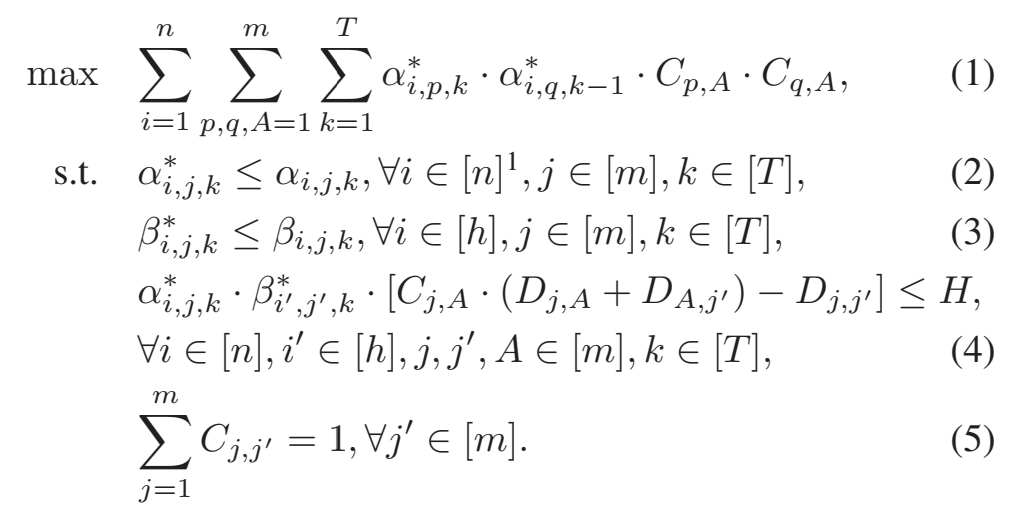 max $\sum_{i=1}^{n} \sum_{p,q,A=1}^{m} \sum_{k=1}^{T} \alpha^*_{i,p,k} \cdot \alpha^*_{i,q,k-1} \cdot C_{p,A} \cdot C_{q,A},$ (1)
s.t. $\alpha^*_{i,j,k} \leq \alpha_{i,j,k}, \forall i \in [n]^1, j \in [m], k \in [T],$ (2)
$\beta^*_{i,j,k} \leq \beta_{i,j,k}, \forall i \in [h], j \in [m], k \in [T],$ (3)
$\alpha^*_{i,j,k} \cdot \beta^*_{i',j',k} \cdot [C_{j,A} \cdot (D_{j,A} + D_{A,j'}) - D_{j,j'}] \leq H,$
$\forall i \in [n], i' \in [h], j, j', A \in [m], k \in [T],$ (4)
$\sum_{j=1}^{m} C_{j,j'} = 1, \forall j' \in [m].$ (5)